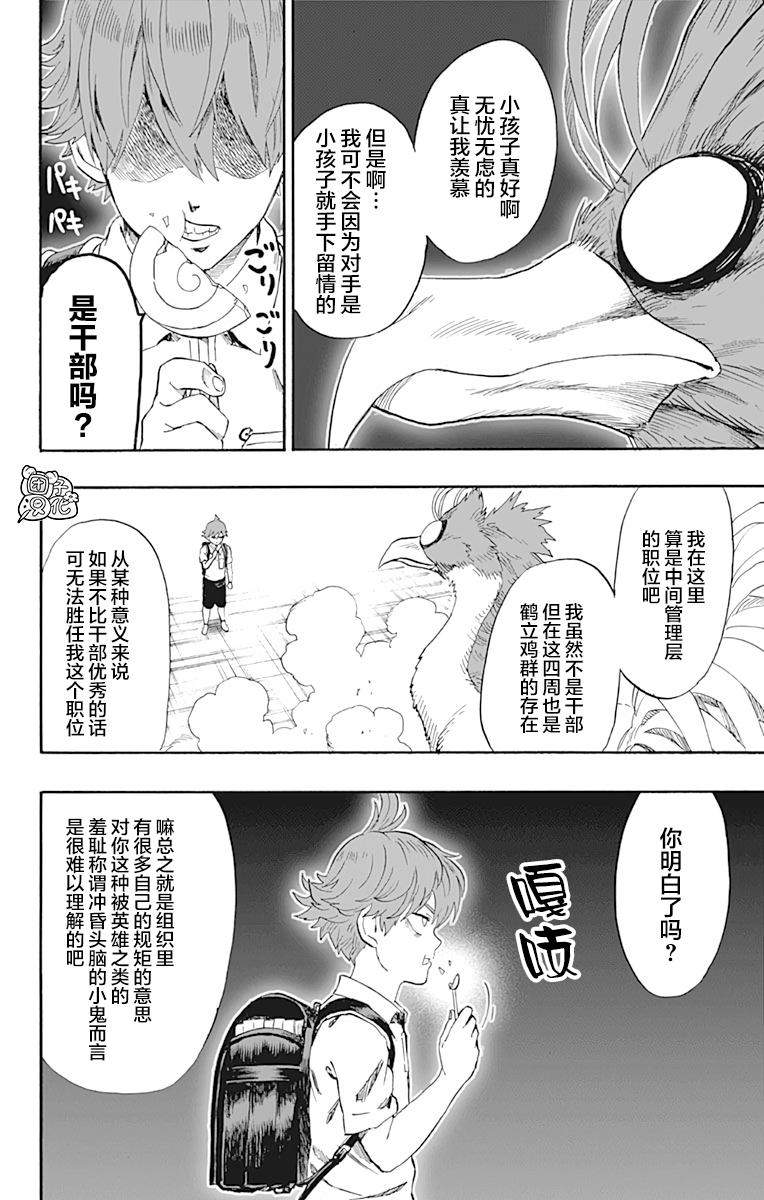 小孩子真好啊
无忧无虑的
真让我羡慕
但是啊…
我可不会因为对手是
小孩子就手下留情的
パキ
パキ
ごり
ごり
是干部吗?
我在这里
算是中间管理层
的职位吧
我虽然不是干部
但在这四周也是
鹤立鸡群的存在
从某种意义来说
如果不比干部优秀的话
可无法胜任我这个职位
你明白了吗?
嘎吱
嘛总之就是组织里
有很多自己的规矩的意思
对你这种被英雄之类的
羞耻称谓冲昏头脑的小鬼而言
是很难以理解的吧